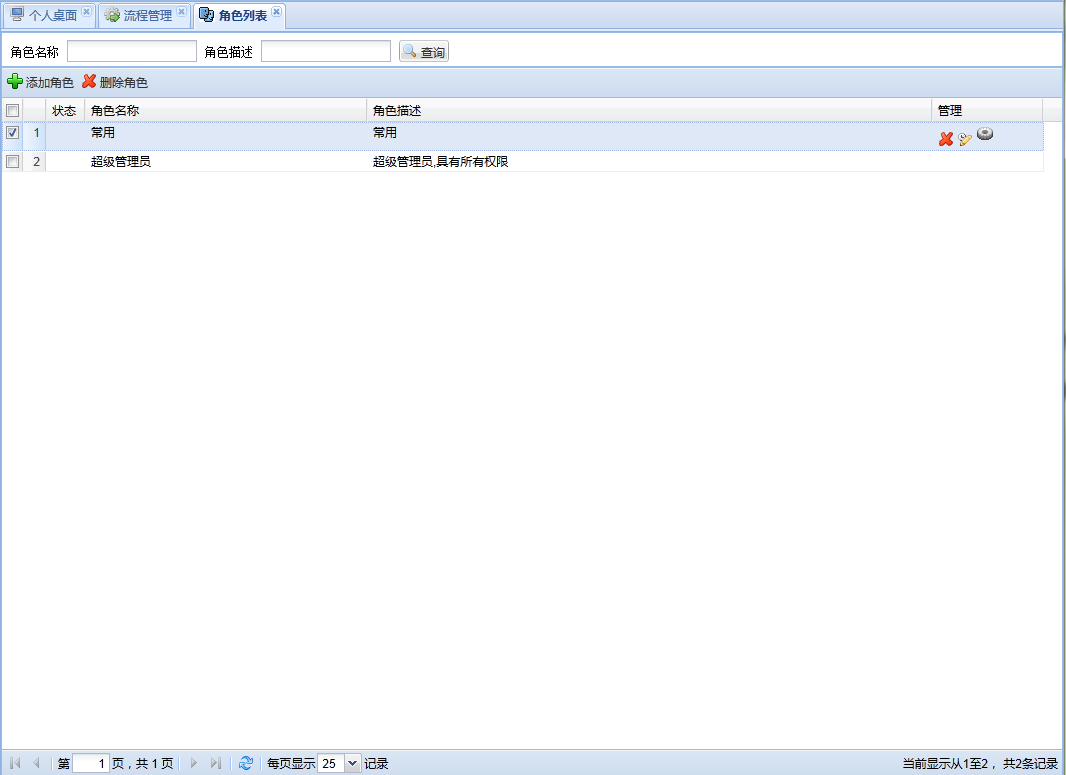 个人桌面 流程管理 角色列表
角色名称 角色描述 查询
添加角色 删除角色
状态 角色名称 角色描述 管理
1 常用 常用
2 超级管理员 超级管理员,具有所有权限
第 1 页，共 1 页 每页显示 25 记录 当前显示从1至2， 共2条记录